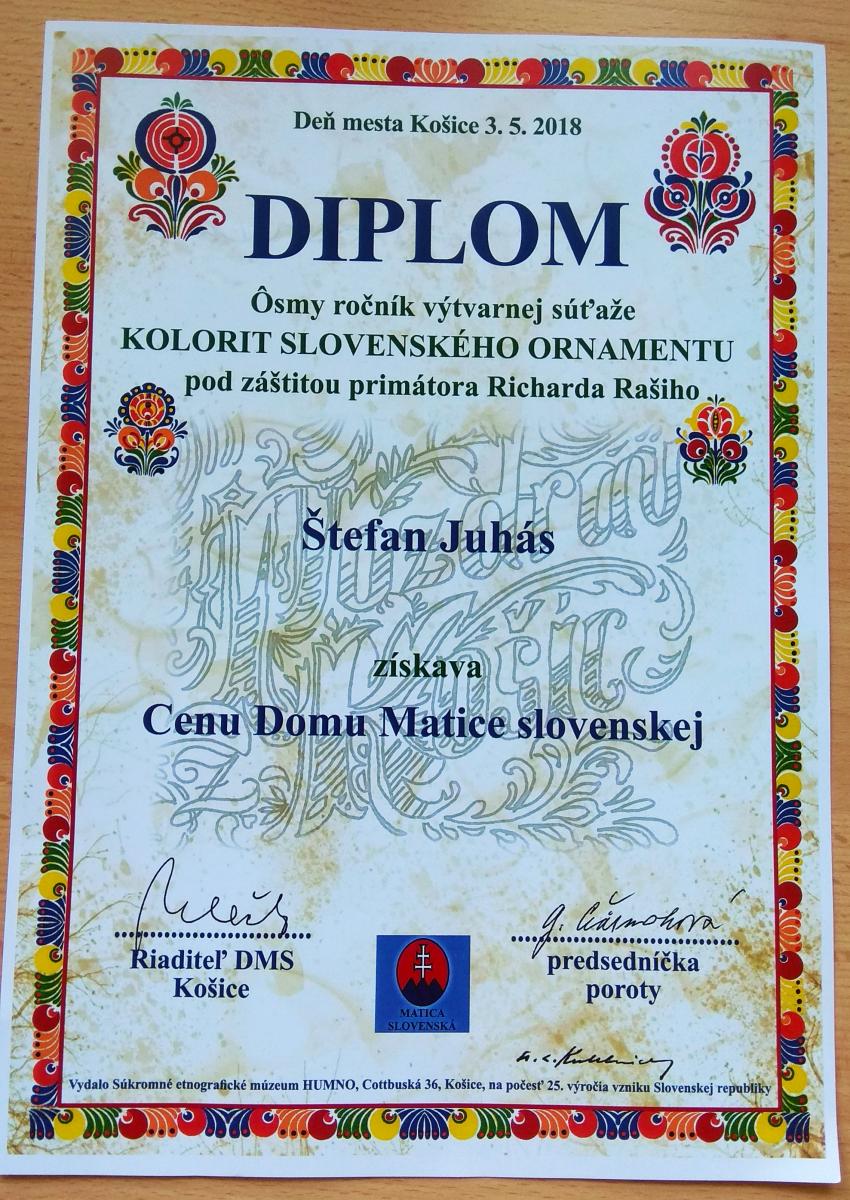 Deň mesta Košice 3. 5. 2018
DIPLOM
Ôsmy ročník výtvarnej súťaže
KOLORIT SLOVENSKÉHO ORNAMENTU
pod záštitou primátora Richarda Rašiho
Pozdrav
Štefan Juhás
z Košíc
získava
Cenu Domu Matice slovenskej
Riaditeľ DMS
Košice
MATICA
SLOVENSKÁ
predsedníčka
poroty
Vydalo Súkromné etnografické múzeum HUMNO, Cottbuská 36, Košice, na počesť 25. výročia vzniku Slovenskej republiky